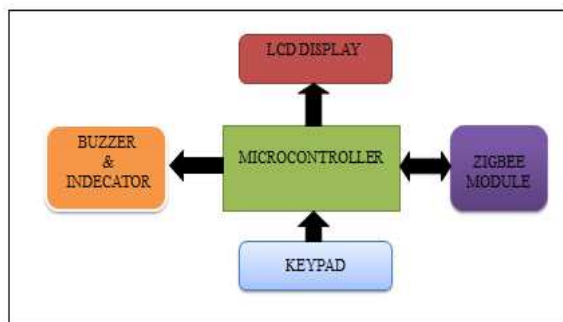 LCD DISPLAY
BUZZER
&
INDECATOR
MICROCONTROLLER
ZIGBEE
MODULE
KEYPAD